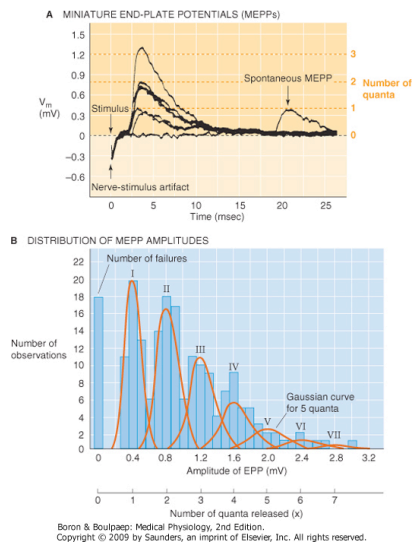 A MINIATURE END-PLATE POTENTIALS (MEPPs)
1.5
1.2
0.9
0.6
0.3
0
−0.3
−0.6
Vm
(mV)
Stimulus
Nerve-stimulus artifact
Spontaneous MEPP
3
2
1
0
Number of
quanta
0 5 10 15 20 25
Time (msec)
B DISTRIBUTION OF MEPP AMPLITUDES
Number of failures
22
20
18
16
14
12
10
8
6
4
2
0
Number of
observations
I
II
III
IV
V
VI
VII
Gaussian curve
for 5 quanta
0 0.4 0.8 1.2 1.6 2.0 2.4 2.8 3.2
Amplitude of EPP (mV)
0 1 2 3 4 5 6 7
Number of quanta released (x)
Boron & Boulpaep: Medical Physiology, 2nd Edition.
Copyright © 2009 by Saunders, an imprint of Elsevier, Inc. All rights reserved.